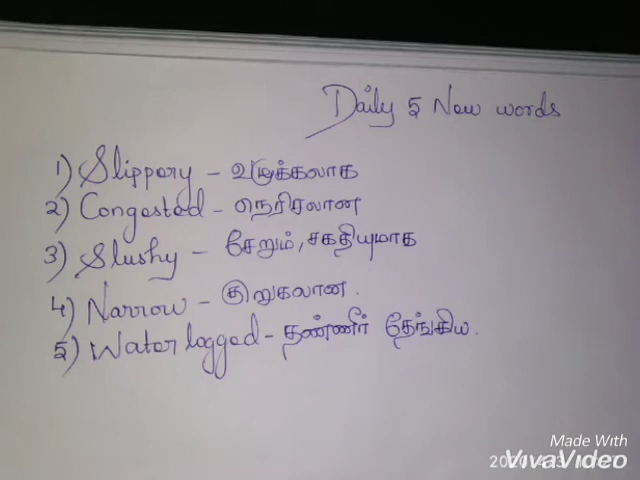 Daily 5 New words
1) Slippery - வழுக்கலாக
2) Congested - நெரிசலான
3) Slushy - சேறும், சகதியுமாக
4) Narrow - குறுகலான.
5) Water logged - தண்ணீர் தேங்கிய.
Made With
VivaVideo